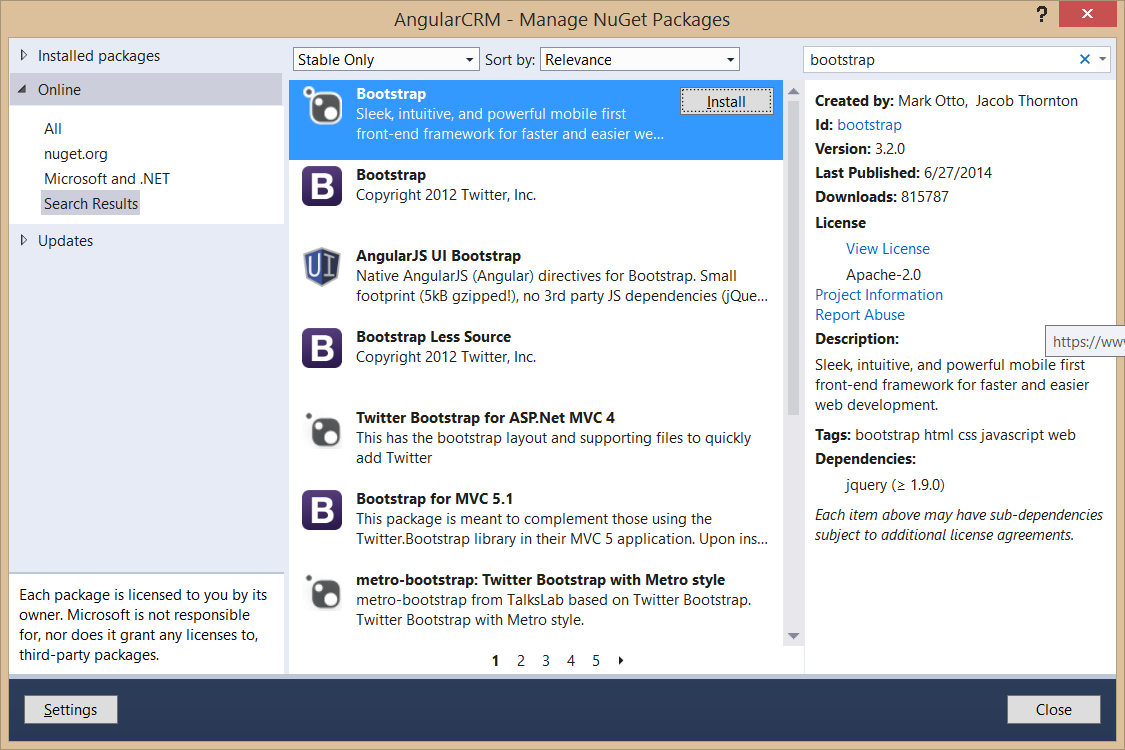 AngularCRM - Manage NuGet Packages
?
Installed packages
Online
All
nuget.org
Microsoft and .NET
Search Results
Updates
Each package is licensed to you by its
owner. Microsoft is not responsible
for, nor does it grant any licenses to,
third-party packages.
Stable Only
Sort by: Relevance
Bootstrap
Sleek, intuitive, and powerful mobile first
front-end framework for faster and easier we...
Install
B
Bootstrap
Copyright 2012 Twitter, Inc.
UI
AngularJS UI Bootstrap
Native AngularJS (Angular) directives for Bootstrap. Small
footprint (5kB gzipped!), no 3rd party JS dependencies (jQue...
B
Bootstrap Less Source
Copyright 2012 Twitter, Inc.
Twitter Bootstrap for ASP.Net MVC 4
This has the bootstrap layout and supporting files to quickly
add Twitter
B
Bootstrap for MVC 5.1
This package is meant to complement those using the
Twitter.Bootstrap library in their MVC 5 application. Upon ins...
metro-bootstrap: Twitter Bootstrap with Metro style
metro-bootstrap from TalksLab based on Twitter Bootstrap.
Twitter Bootstrap with Metro style.
1 2 3 4 5
bootstrap
Created by: Mark Otto, Jacob Thornton
Id: bootstrap
Version: 3.2.0
Last Published: 6/27/2014
Downloads: 815787
License
View License
Apache-2.0
Project Information
Report Abuse
Description:
https://ww
Sleek, intuitive, and powerful mobile first
front-end framework for faster and easier
web development.
Tags: bootstrap html css javascript web
Dependencies:
jquery (≥ 1.9.0)
Each item above may have sub-dependencies
subject to additional license agreements.
Settings
Close